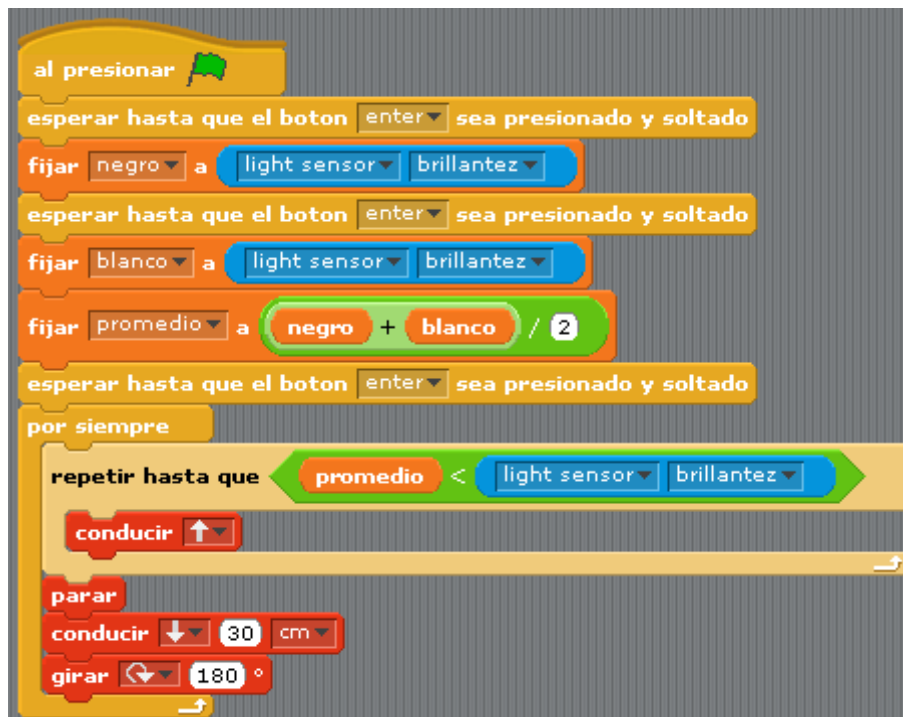 al presionar
esperar hasta que el boton enter sea presionado y soltado
fijar negro a light sensor brillantez
esperar hasta que el boton enter sea presionado y soltado
fijar blanco a light sensor brillantez
fijar promedio a negro + blanco / 2
esperar hasta que el boton enter sea presionado y soltado
por siempre
repetir hasta que promedio < light sensor brillantez
conducir
parar
conducir 30 cm
girar 180 °